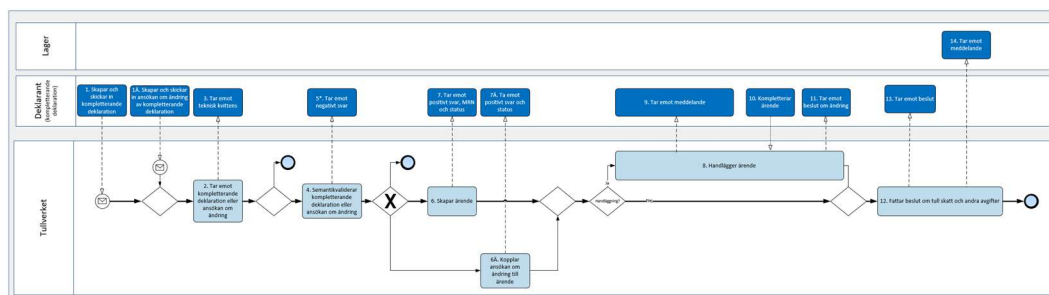 Lager
14. Tar emot
meddelande
Deklarant
(kompletterande
deklaration)
1. Skapar och
skickar in
kompletterande
deklaration
1Ä. Skapar och skickar
in ansökan om ändring
av kompletterande
deklaration
3. Tar emot
teknisk kvittens
5*. Tar emot
negativt svar
7. Tar emot
positivt svar, MRN
och status
7Ä. Ta emot
positivt svar och
status
9. Tar emot meddelande
10. Kompletterar
ärende
11. Tar emot
beslut om ändring
13. Tar emot beslut
Tullverket
2. Tar emot
kompletterande
deklaration eller
ansökan om
ändring
4. Semantikvaliderar
kompletterande
deklaration eller
ansökan om ändring
X
6. Skapar ärende
6Ä. Kopplar
ansökan om
ändring till
ärende
Handläggning?
Ja
Nej
8. Handlägger ärende
12. Fattar beslut om tull skatt och andra avgifter